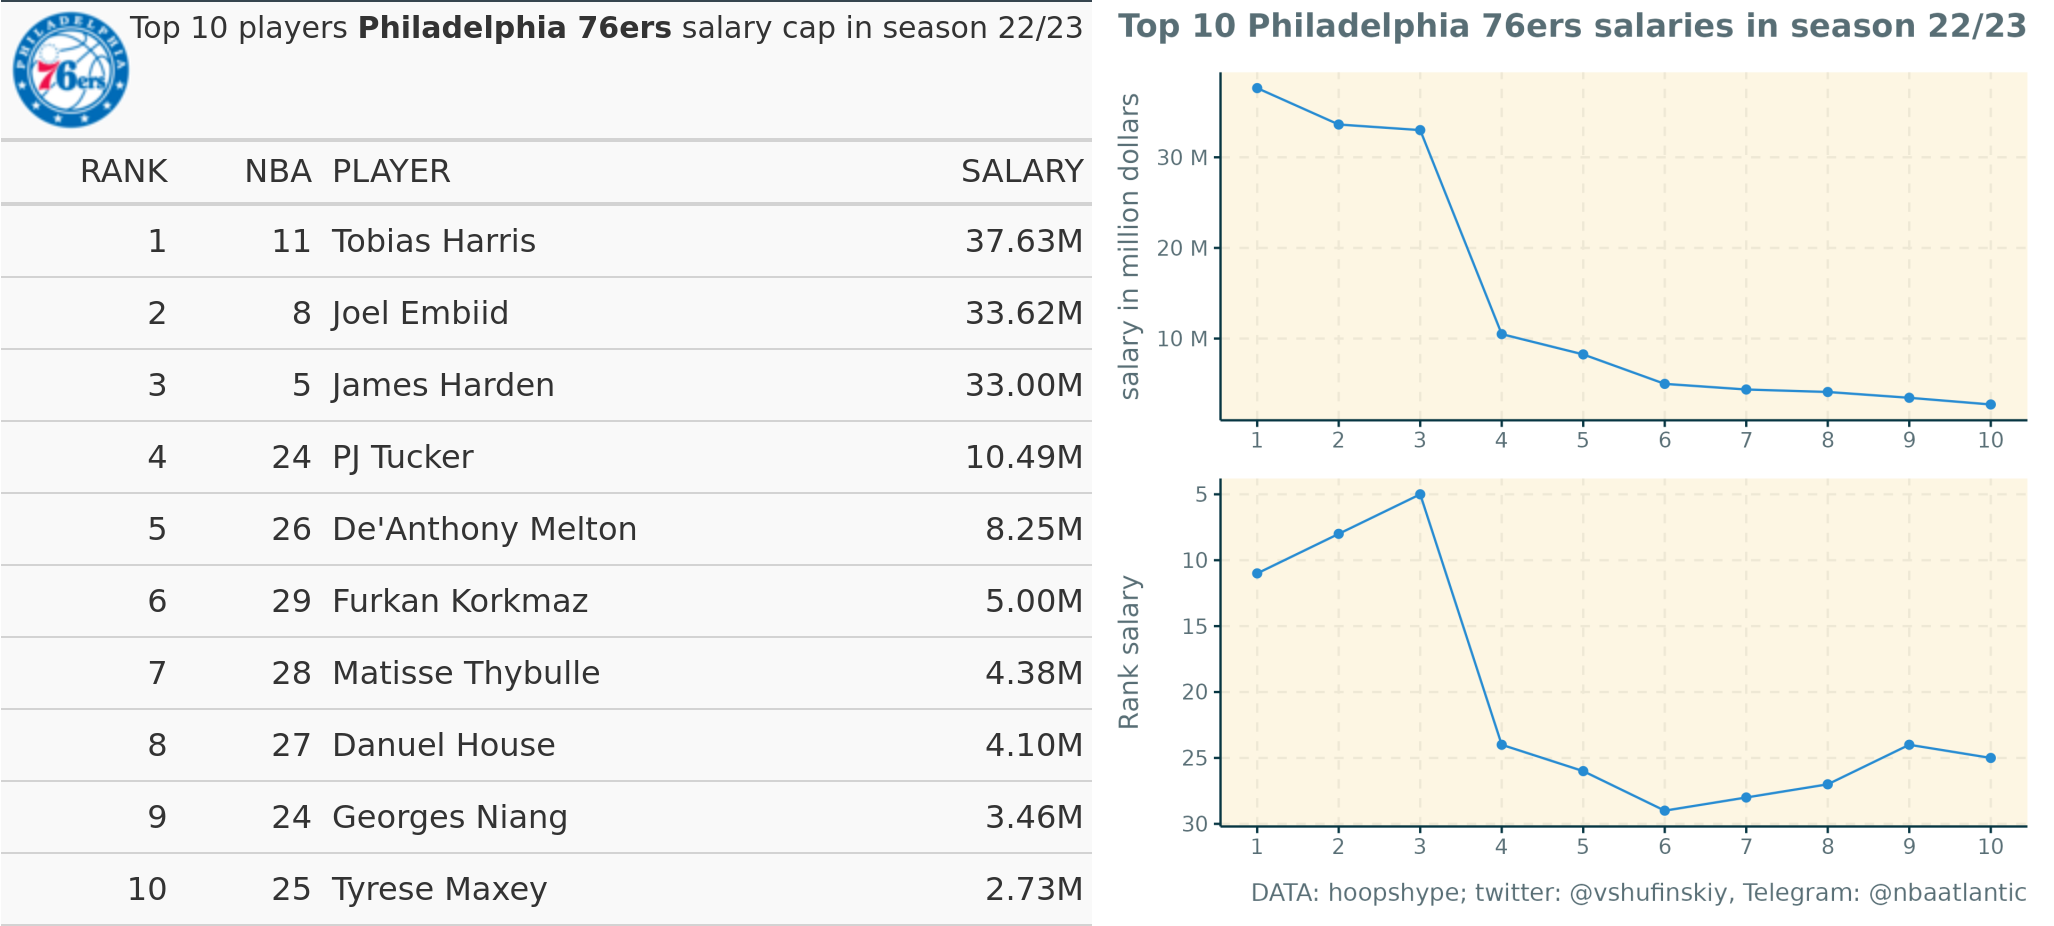 PHILADELPHIA
76ers
Top 10 players Philadelphia 76ers salary cap in season 22/23
RANK NBA PLAYER SALARY
1 11 Tobias Harris 37.63M
2 8 Joel Embiid 33.62M
3 5 James Harden 33.00M
4 24 PJ Tucker 10.49M
5 26 De'Anthony Melton 8.25M
6 29 Furkan Korkmaz 5.00M
7 28 Matisse Thybulle 4.38M
8 27 Danuel House 4.10M
9 24 Georges Niang 3.46M
10 25 Tyrese Maxey 2.73M
Top 10 Philadelphia 76ers salaries in season 22/23
salary in million dollars
30 M
20 M
10 M
1 2 3 4 5 6 7 8 9 10
Rank salary
5
10
15
20
25
30
1 2 3 4 5 6 7 8 9 10
DATA: hoopshype; twitter: @vshufinskiy, Telegram: @nbaatlantic